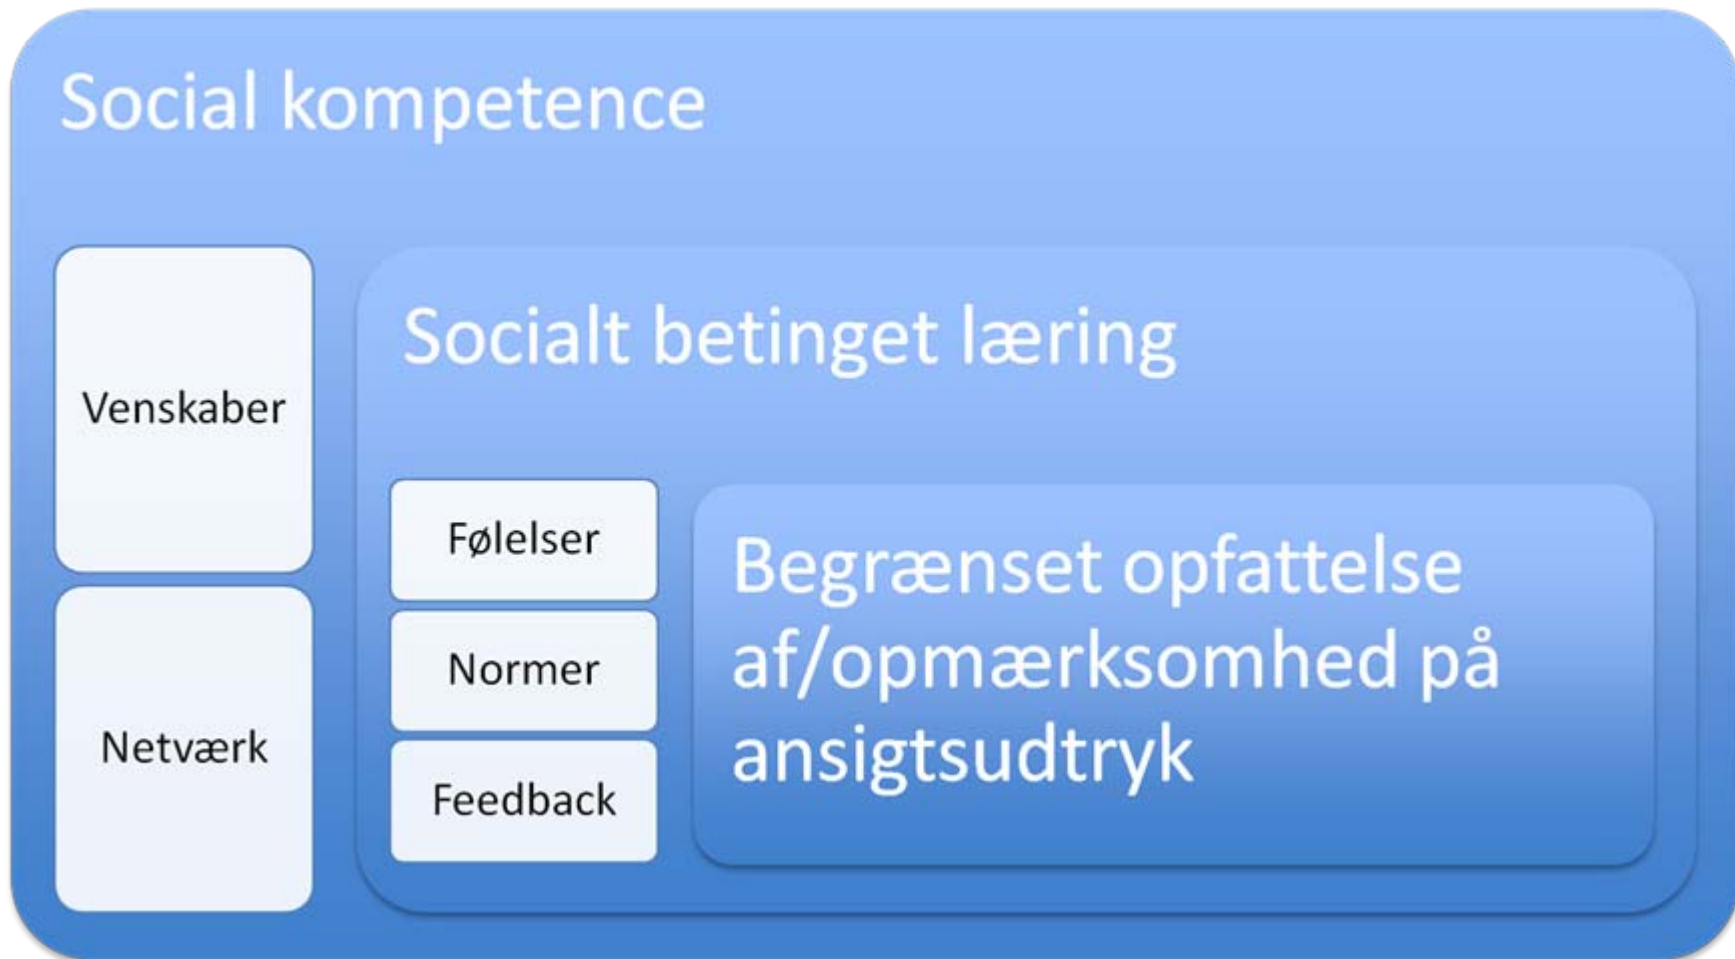 Social kompetence
Venskaber
Netværk
Socialt betinget læring
Følelser
Normer
Feedback
Begrænset opfattelse
af/opmærksomhed på
ansigtsudtryk